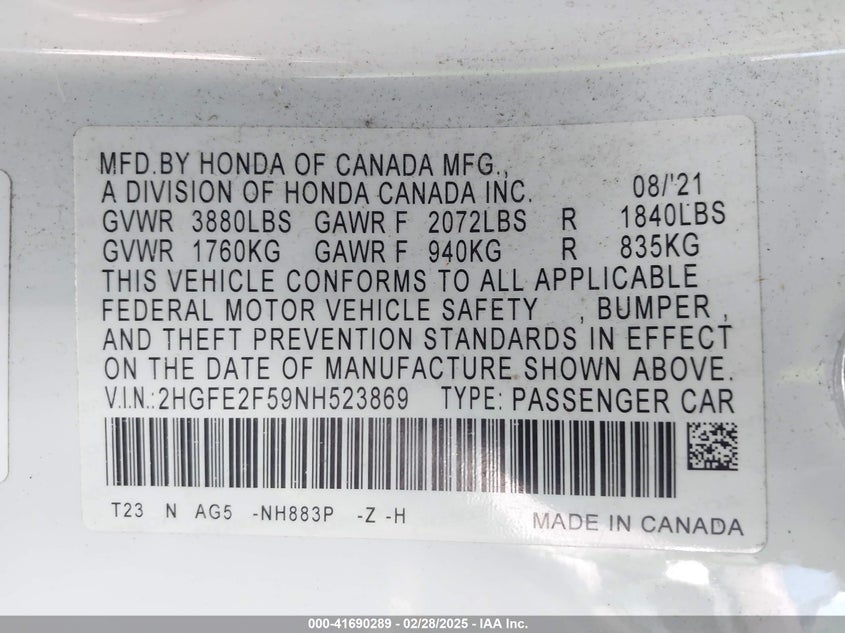 MFD.BY HONDA OF CANADA MFG.,
A DIVISION OF HONDA CANADA INC. 08/'21
GVWR 3880LBS GAWR F 2072LBS R 1840LBS
GVWR 1760KG GAWR F 940KG R 835KG
THIS VEHICLE CONFORMS TO ALL APPLICABLE
FEDERAL MOTOR VEHICLE SAFETY , BUMPER ,
AND THEFT PREVENTION STANDARDS IN EFFECT
ON THE DATE OF MANUFACTURE SHOWN ABOVE.
V.I.N.:2HGFE2F59NH523869 TYPE: PASSENGER CAR
T23 N AG5 -NH883P -Z -H MADE IN CANADA
000-41690289 - 02/28/2025 - IAA Inc.